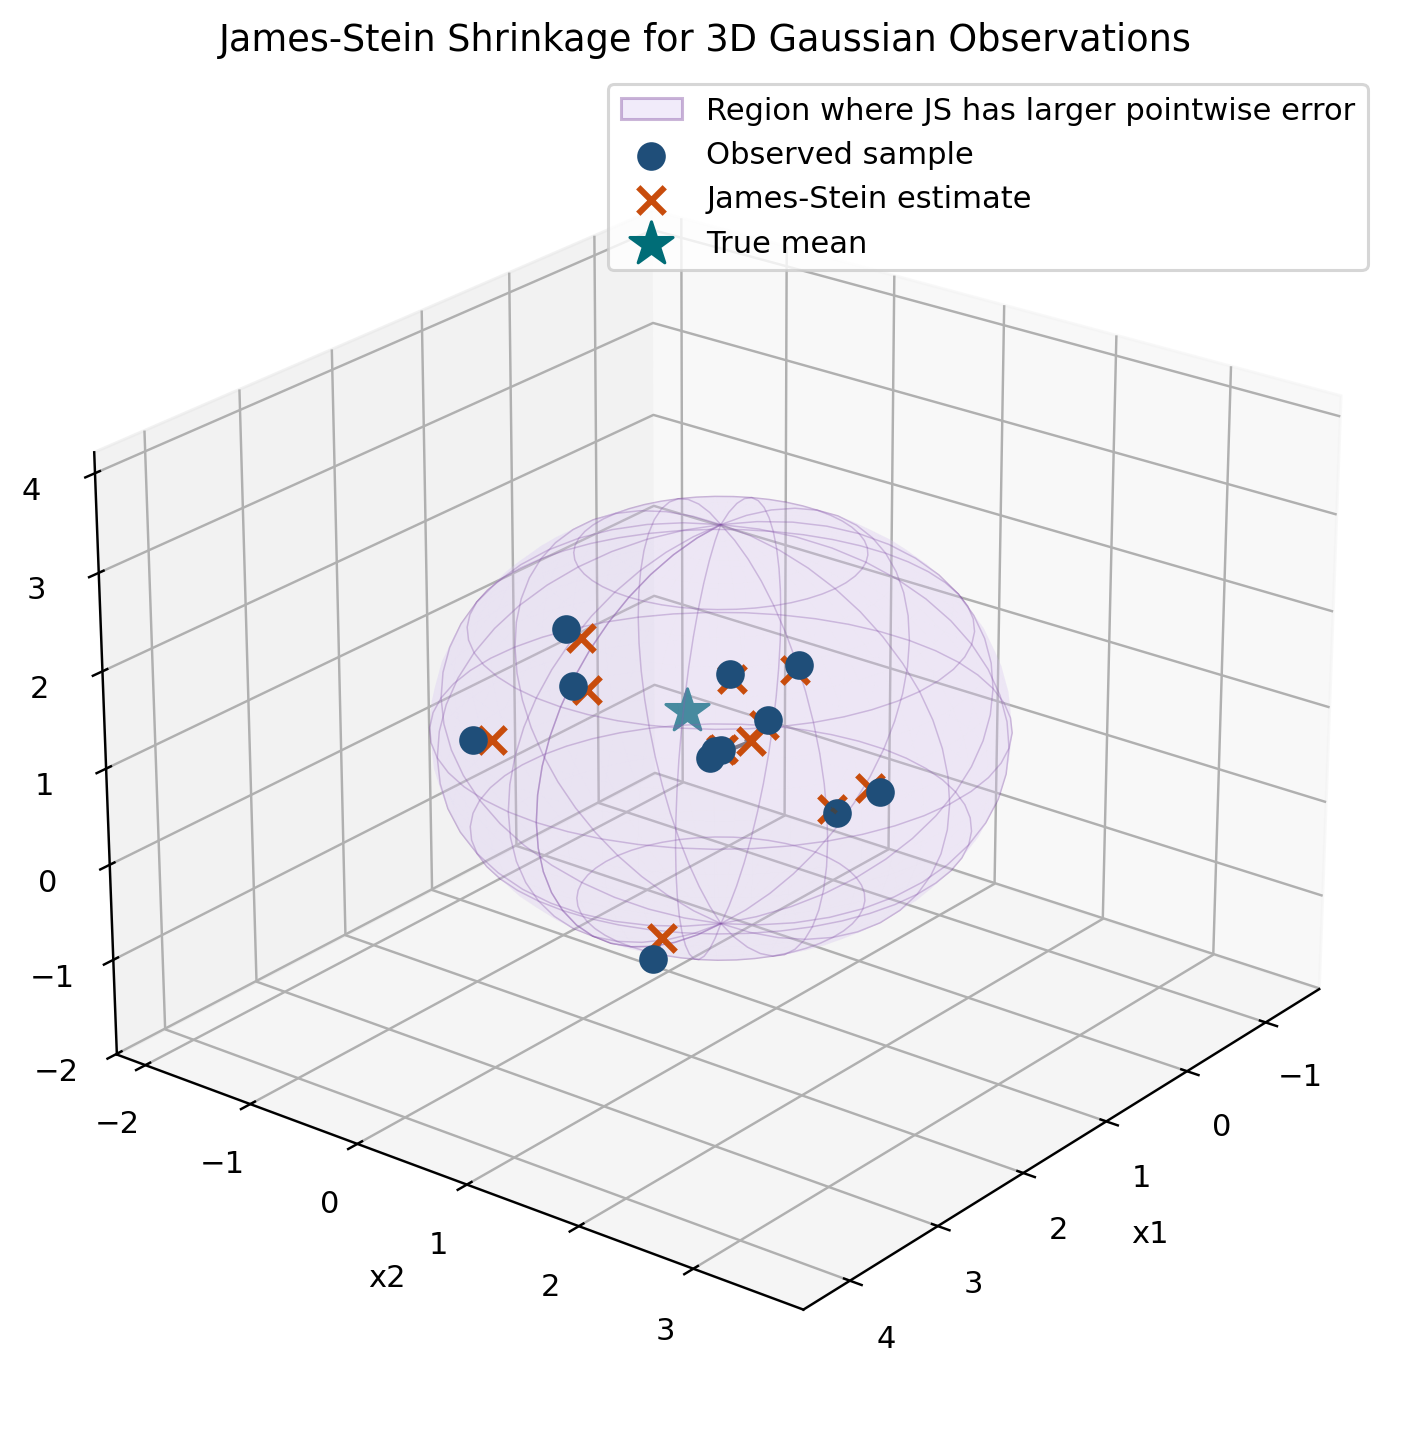 James-Stein Shrinkage for 3D Gaussian Observations
Region where JS has larger pointwise error
Observed sample
James-Stein estimate
True mean
4
3
2
1
0
−1
−2
−2
−1
0
1
2
3
x2
−1
0
1
2
3
4
x1